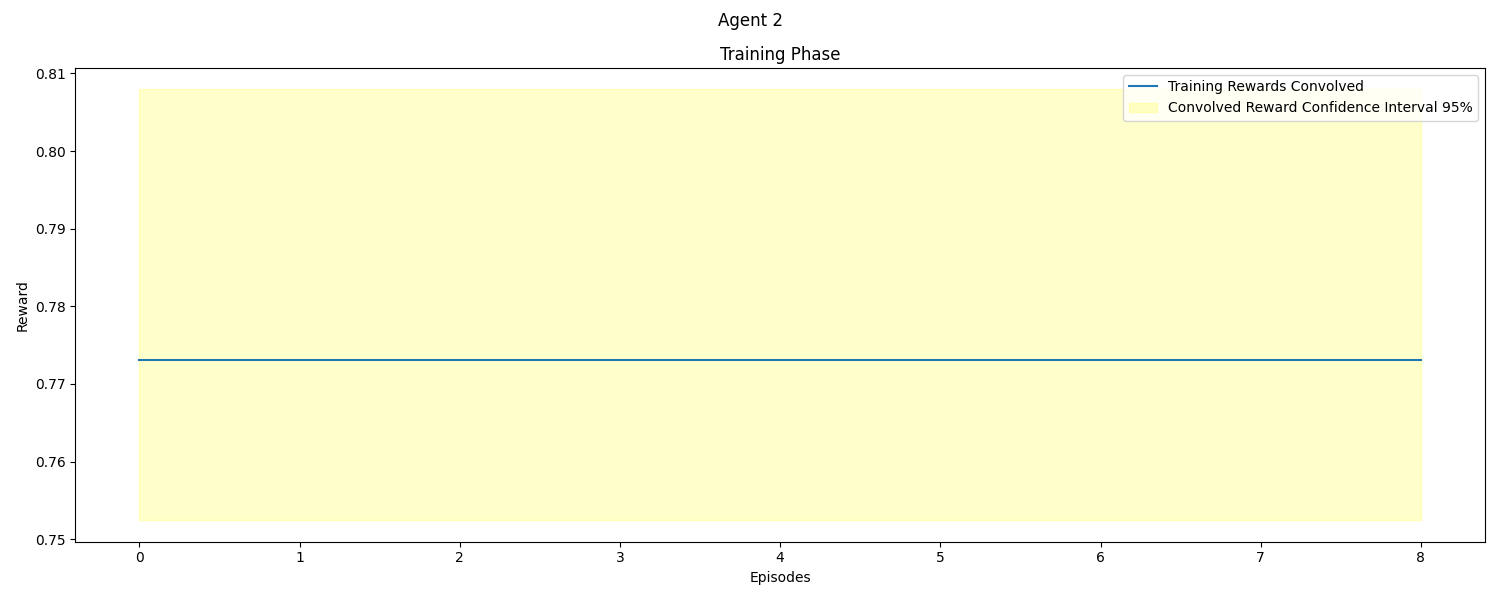 Agent 2
Training Phase
Training Rewards Convolved
Convolved Reward Confidence Interval 95%
Reward
0.81
0.80
0.79
0.78
0.77
0.76
0.75
0 1 2 3 4 5 6 7 8
Episodes